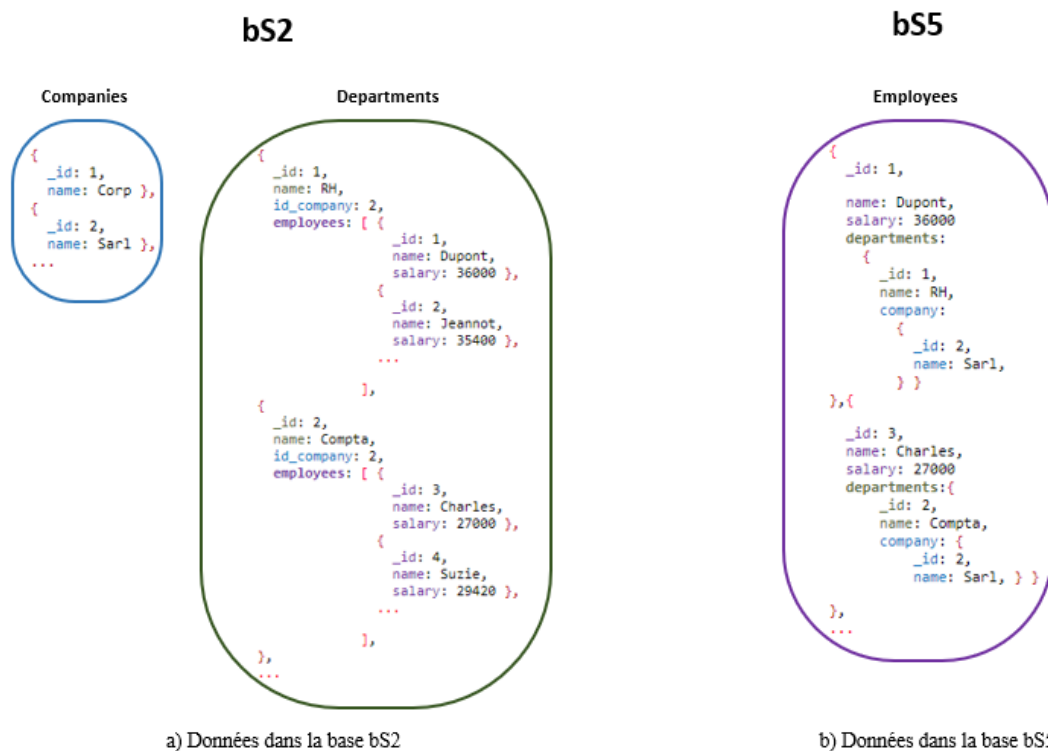 bS2
Companies
{
_id: 1,
name: Corp },
{
_id: 2,
name: Sarl },
...
Departments
{
_id: 1,
name: RH,
id_company: 2,
employees: [ {
_id: 1,
name: Dupont,
salary: 36000 },
{
_id: 2,
name: Jeannot,
salary: 35400 },
...
],
{
_id: 2,
name: Compta,
id_company: 2,
employees: [ {
_id: 3,
name: Charles,
salary: 27000 },
{
_id: 4,
name: Suzie,
salary: 29420 },
...
],
},
...
a) Données dans la base bS2
bS5
Employees
{
_id: 1,
name: Dupont,
salary: 36000
departments:
{
_id: 1,
name: RH,
company:
{
_id: 2,
name: Sarl,
} }
},{
_id: 3,
name: Charles,
salary: 27000
departments:{
_id: 2,
name: Compta,
company: {
_id: 2,
name: Sarl, } }
},
...
b) Données dans la base